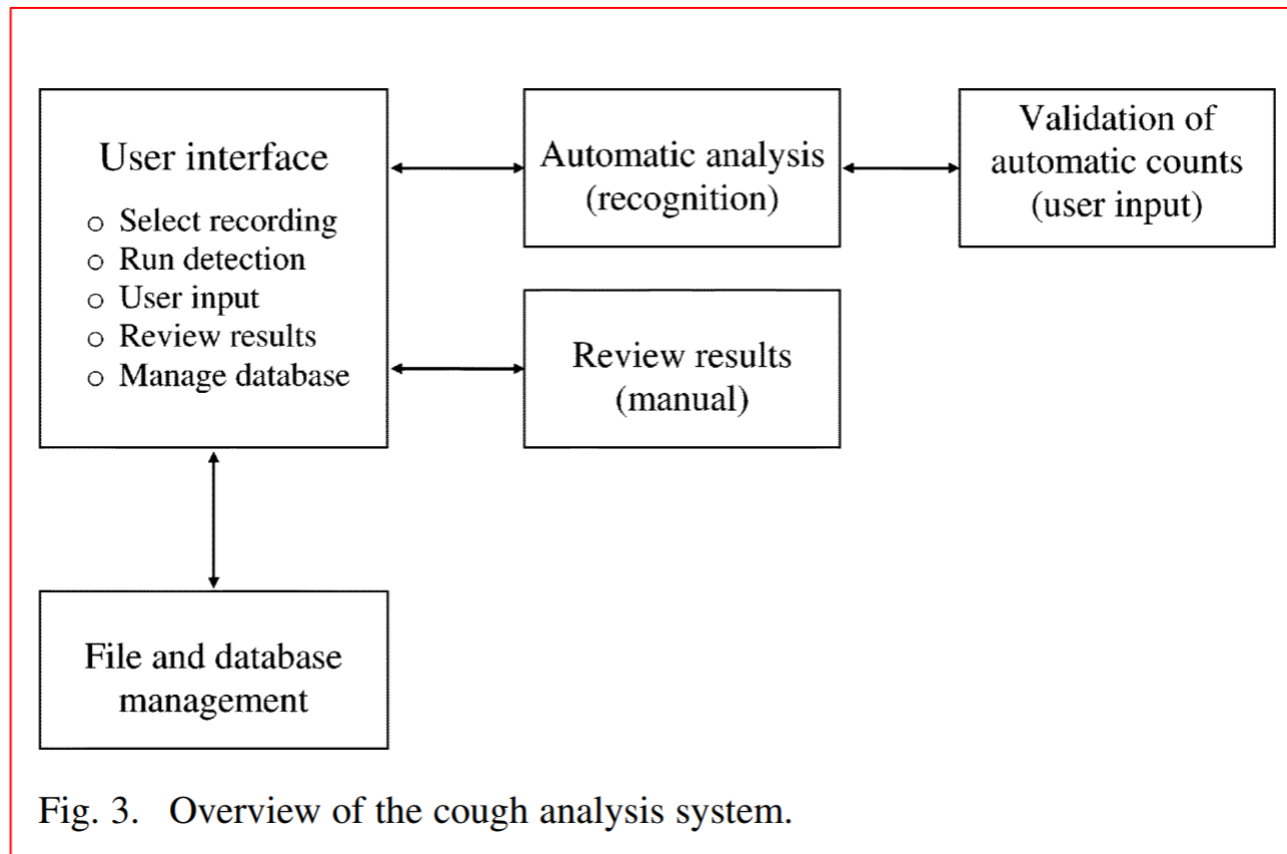 User interface
○ Select recording
○ Run detection
○ User input
○ Review results
○ Manage database
Automatic analysis
(recognition)
Validation of
automatic counts
(user input)
Review results
(manual)
File and database
management
Fig. 3. Overview of the cough analysis system.